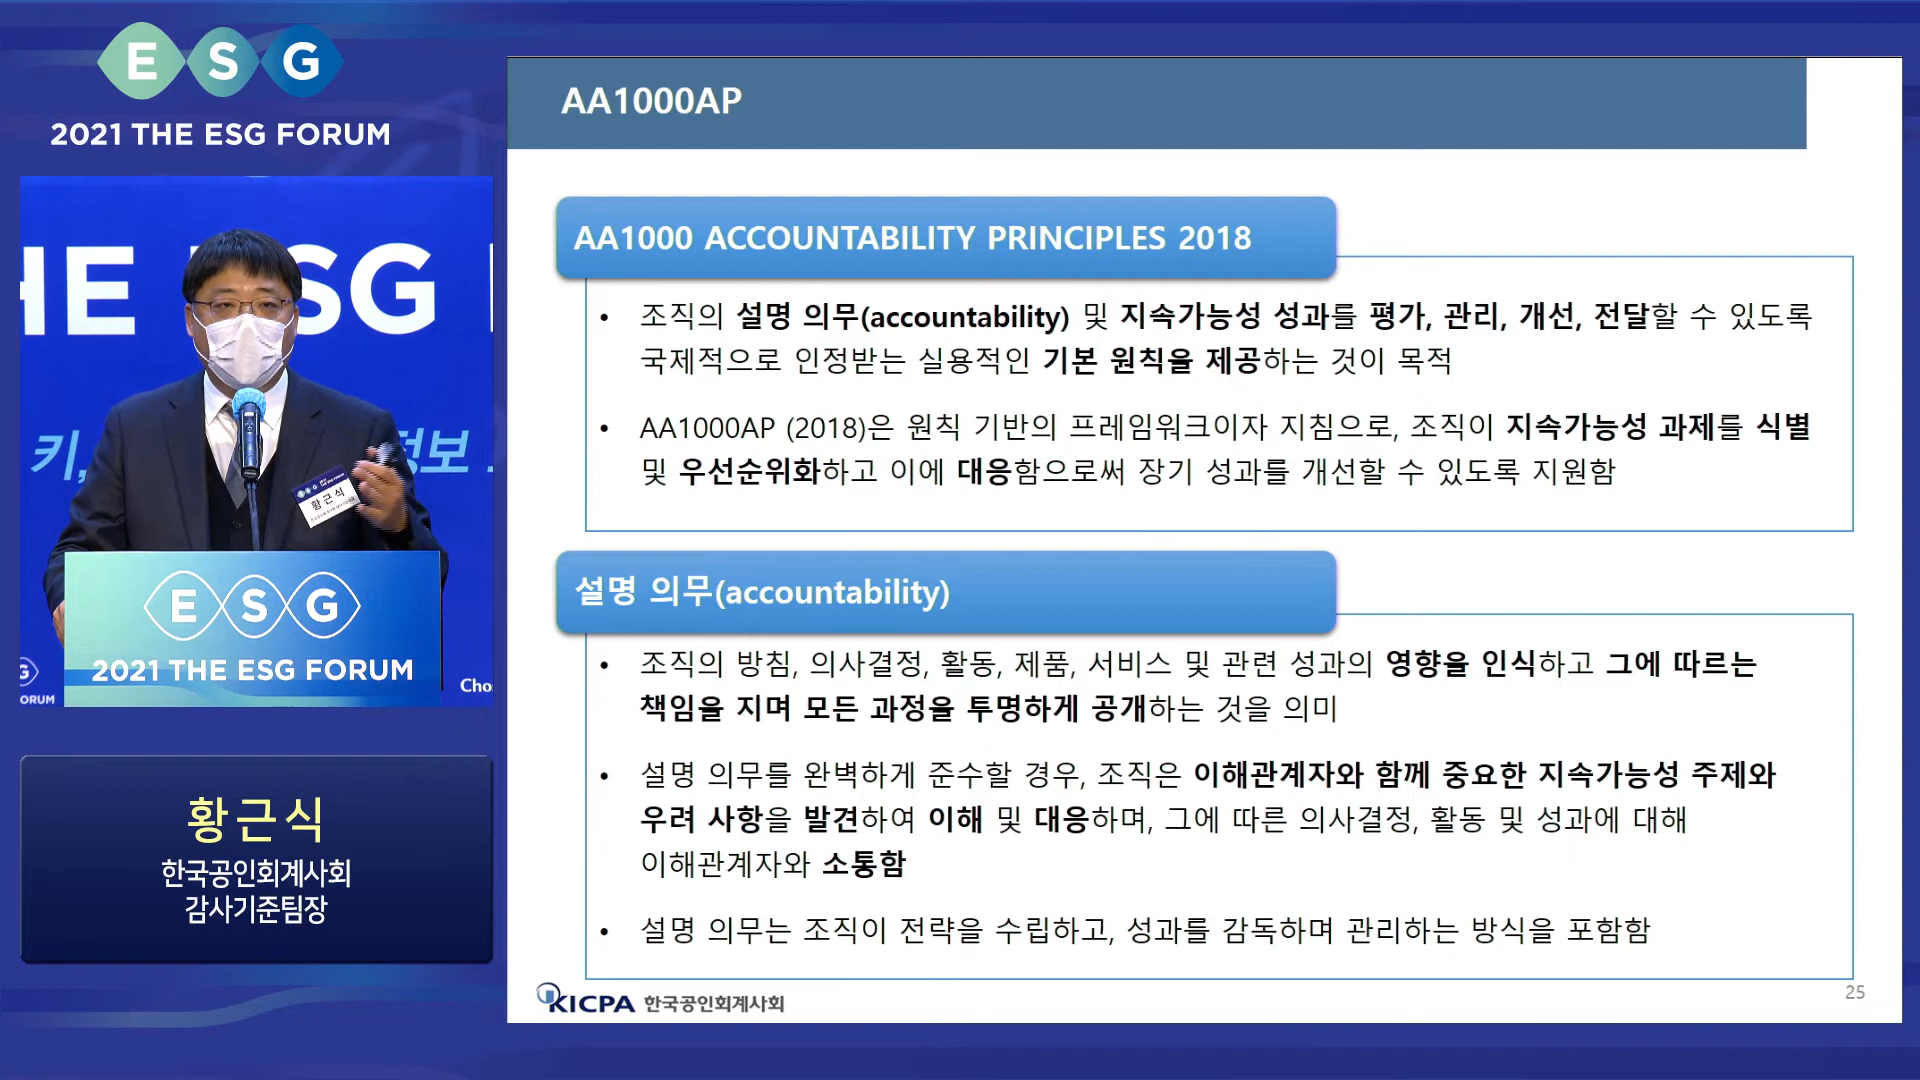 E S G
2021 THE ESG FORUM
HE ESG
키,
정보
황근식
E S G
2021 THE ESG FORUM
G
ORUM
Cho
황근식
한국공인회계사회
감사기준팀장
AA1000AP
AA1000 ACCOUNTABILITY PRINCIPLES 2018
• 조직의 설명 의무(accountability) 및 지속가능성 성과를 평가, 관리, 개선, 전달할 수 있도록
국제적으로 인정받는 실용적인 기본 원칙을 제공하는 것이 목적
• AA1000AP (2018)은 원칙 기반의 프레임워크이자 지침으로, 조직이 지속가능성 과제를 식별
및 우선순위화하고 이에 대응함으로써 장기 성과를 개선할 수 있도록 지원함
설명 의무(accountability)
• 조직의 방침, 의사결정, 활동, 제품, 서비스 및 관련 성과의 영향을 인식하고 그에 따르는
책임을 지며 모든 과정을 투명하게 공개하는 것을 의미
• 설명 의무를 완벽하게 준수할 경우, 조직은 이해관계자와 함께 중요한 지속가능성 주제와
우려 사항을 발견하여 이해 및 대응하며, 그에 따른 의사결정, 활동 및 성과에 대해
이해관계자와 소통함
• 설명 의무는 조직이 전략을 수립하고, 성과를 감독하며 관리하는 방식을 포함함
KICPA 한국공인회계사회
25